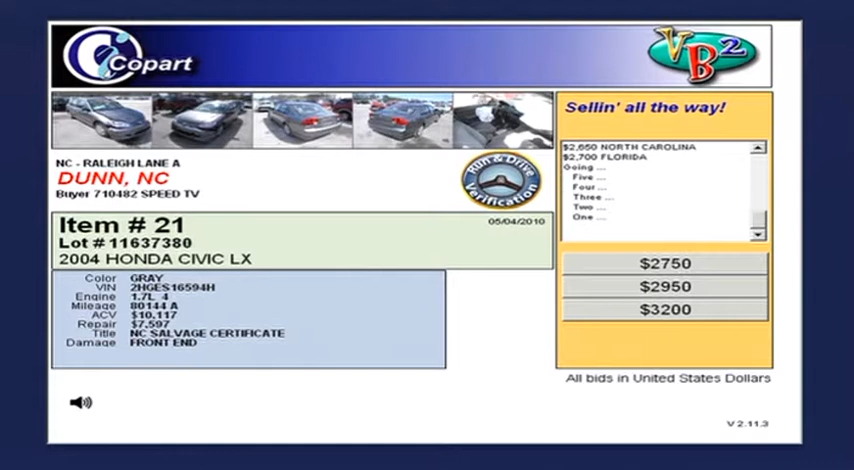 Copart
VB2
Sellin' all the way!
$2,650 NORTH CAROLINA
$2,700 FLORIDA
Going ...
Five ...
Four ...
Three ...
Two ...
One ...
NC - RALEIGH LANE A
DUNN, NC
Buyer 710482 SPEED TV
Run & Drive
Verification
Item # 21
05/04/2010
Lot # 11637380
2004 HONDA CIVIC LX
Color GRAY
VIN 2HGES16594H
Engine 1.7L 4
Mileage 80144 A
ACV $10,117
Repair $7,597
Title NC SALVAGE CERTIFICATE
Damage FRONT END
$2750
$2950
$3200
All bids in United States Dollars
V 2.11.3